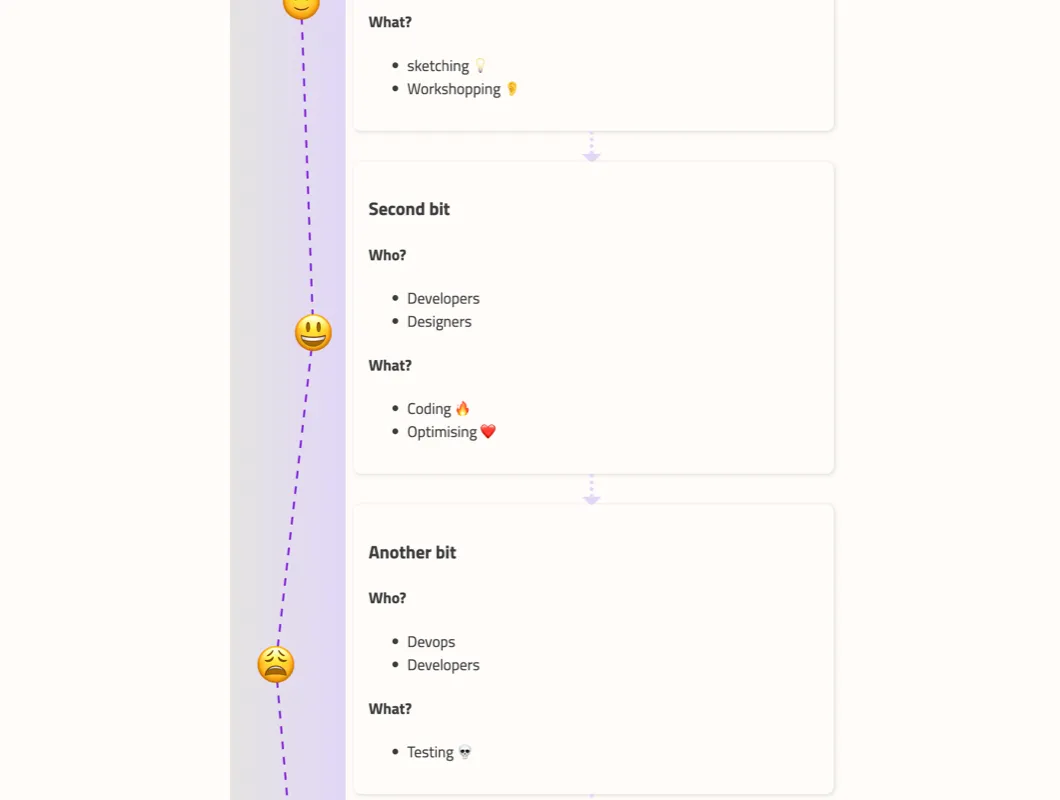 What?
sketching 💡
Workshopping 👂
Second bit
Who?
Developers
Designers
What?
Coding 🔥
Optimising ❤️
Another bit
Who?
Devops
Developers
What?
Testing 💀